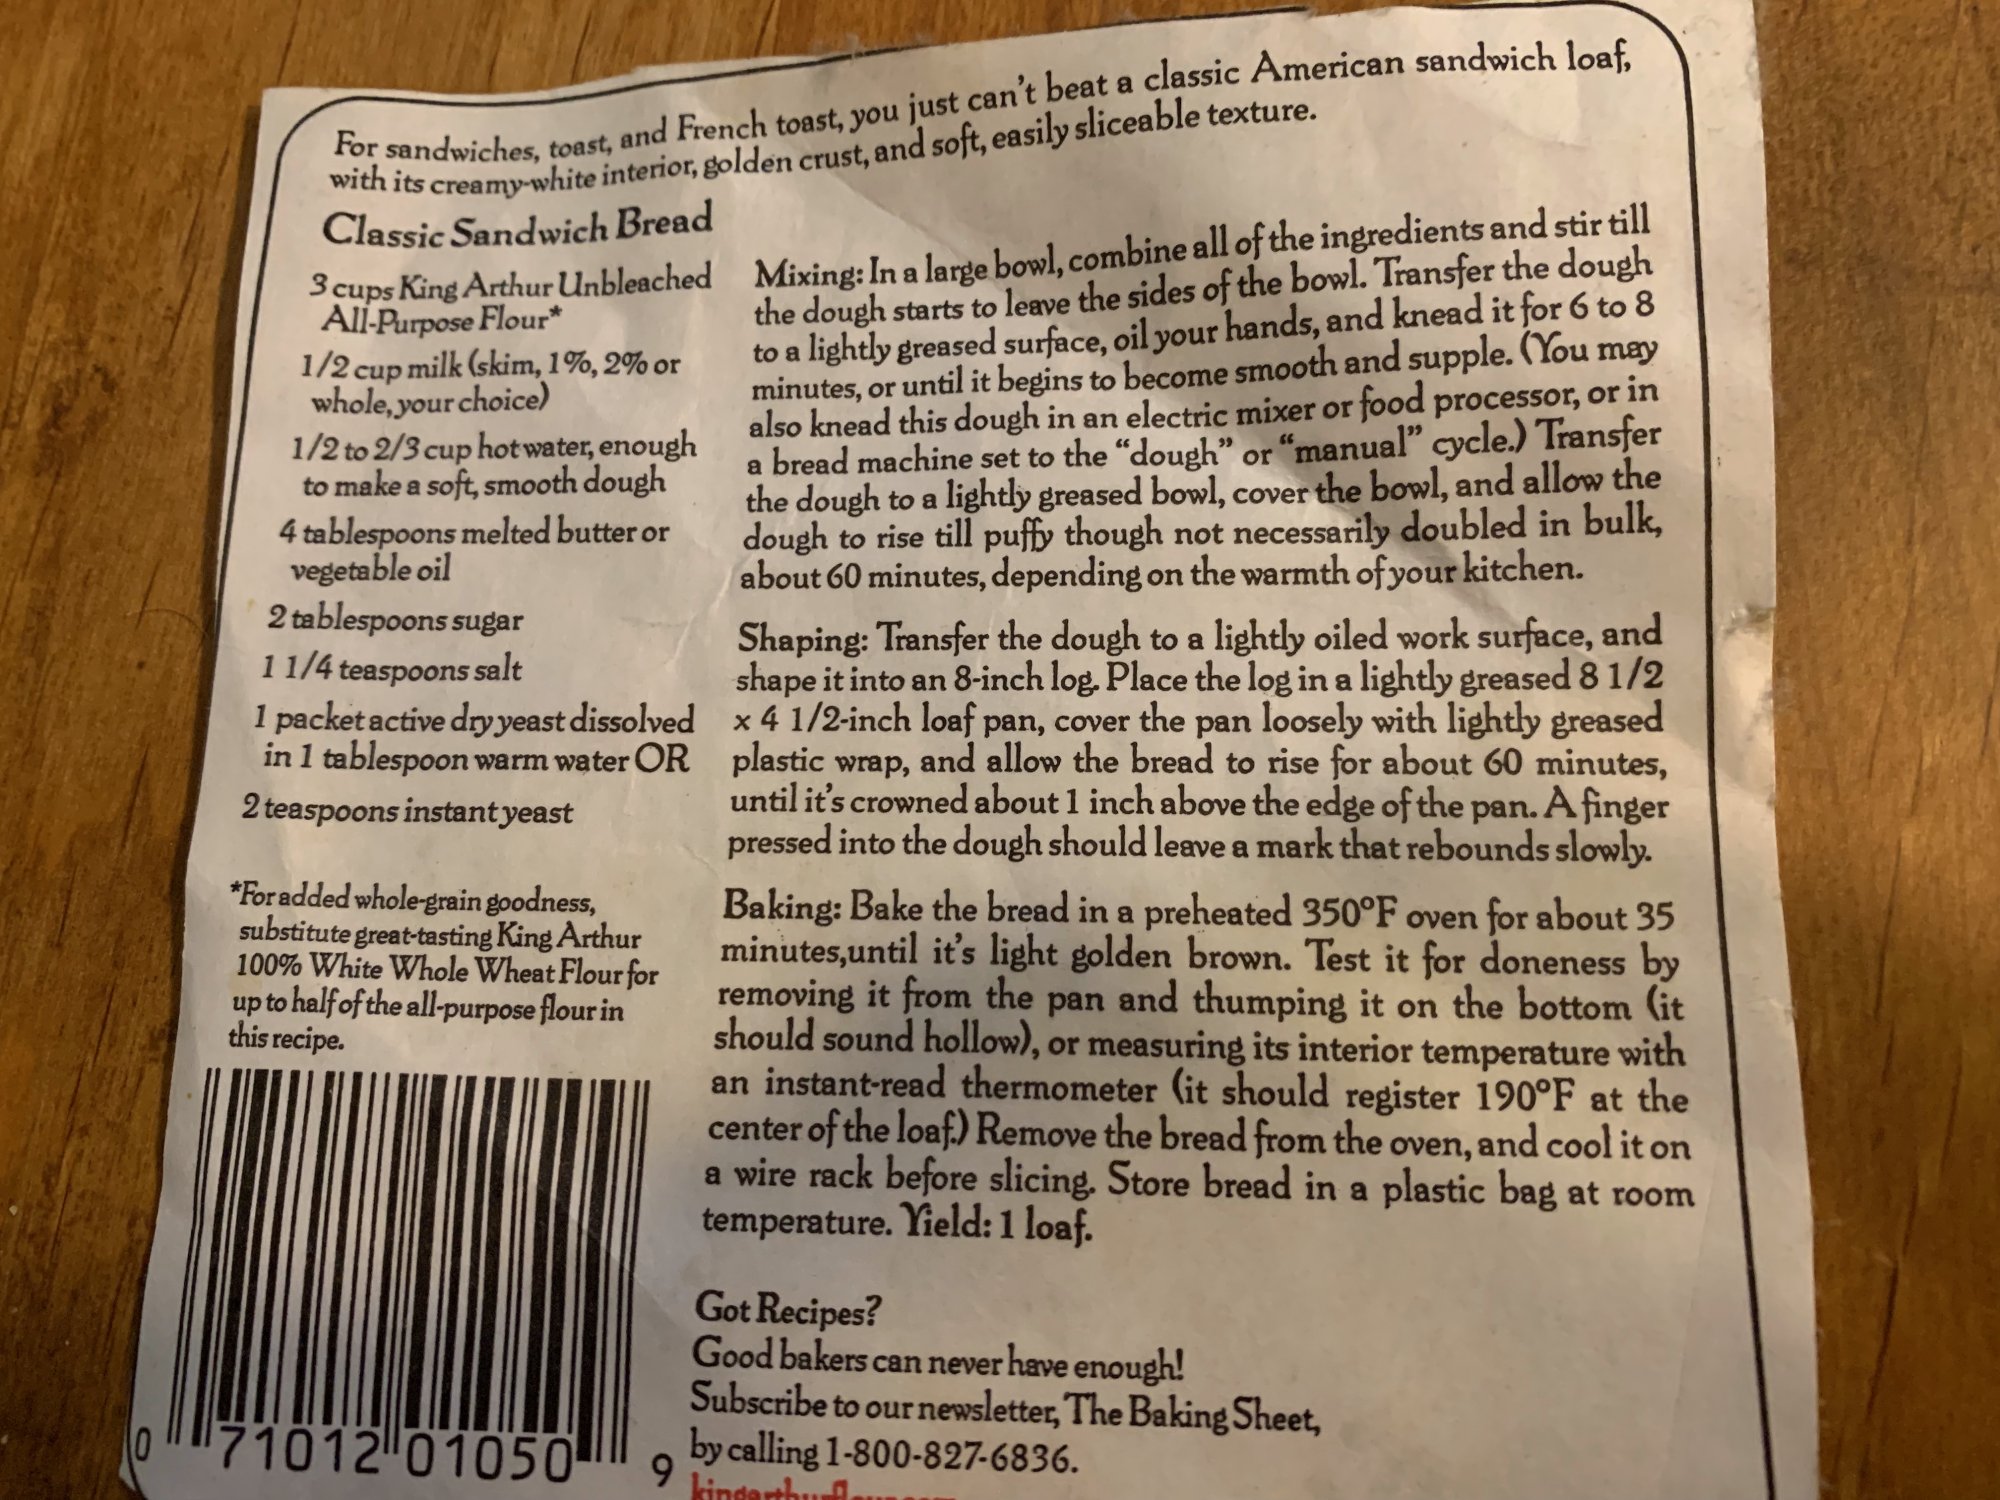 For sandwiches, toast, and French toast, you just can't beat a classic American sandwich loaf,
with its creamy-white interior, golden crust, and soft, easily sliceable texture.
Classic Sandwich Bread
3 cups King Arthur Unbleached
All-Purpose Flour*
1/2 cup milk (skim, 1%, 2% or
whole, your choice)
1/2 to 2/3 cup hot water, enough
to make a soft, smooth dough
4 tablespoons melted butter or
vegetable oil
2 tablespoons sugar
1 1/4 teaspoons salt
1 packet active dry yeast dissolved
in 1 tablespoon warm water OR
2 teaspoons instant yeast
*For added whole-grain goodness,
substitute great-tasting King Arthur
100% White Whole Wheat Flour for
up to half of the all-purpose flour in
this recipe.
0 71012 01050 9
Mixing: In a large bowl, combine all of the ingredients and stir till
the dough starts to leave the sides of the bowl. Transfer the dough
to a lightly greased surface, oil your hands, and knead it for 6 to 8
minutes, or until it begins to become smooth and supple. (You may
also knead this dough in an electric mixer or food processor, or in
a bread machine set to the "dough" or "manual" cycle.) Transfer
the dough to a lightly greased bowl, cover the bowl, and allow the
dough to rise till puffy though not necessarily doubled in bulk,
about 60 minutes, depending on the warmth of your kitchen.
Shaping: Transfer the dough to a lightly oiled work surface, and
shape it into an 8-inch log. Place the log in a lightly greased 8 1/2
x 4 1/2-inch loaf pan, cover the pan loosely with lightly greased
plastic wrap, and allow the bread to rise for about 60 minutes,
until it's crowned about 1 inch above the edge of the pan. A finger
pressed into the dough should leave a mark that rebounds slowly.
Baking: Bake the bread in a preheated 350°F oven for about 35
minutes,until it's light golden brown. Test it for doneness by
removing it from the pan and thumping it on the bottom (it
should sound hollow), or measuring its interior temperature with
an instant-read thermometer (it should register 190°F at the
center of the loaf.) Remove the bread from the oven, and cool it on
a wire rack before slicing. Store bread in a plastic bag at room
temperature. Yield: 1 loaf.
Got Recipes?
Good bakers can never have enough!
Subscribe to our newsletter, The Baking Sheet,
by calling 1-800-827-6836.
kingarthurflour.com